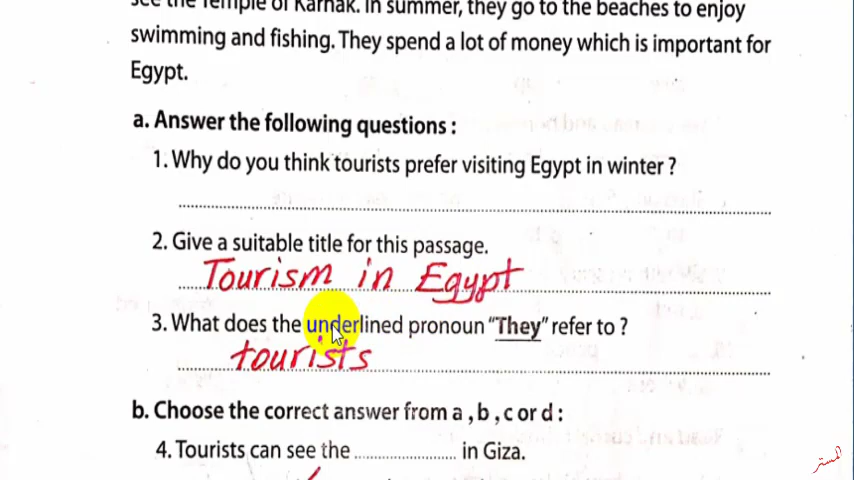 see the Temple of Karnak. In summer, they go to the beaches to enjoy
swimming and fishing. They spend a lot of money which is important for
Egypt.
a. Answer the following questions :
1. Why do you think tourists prefer visiting Egypt in winter ?
2. Give a suitable title for this passage.
Tourism in Egypt
3. What does the underlined pronoun "They" refer to ?
tourists
b. Choose the correct answer from a , b , c or d :
4. Tourists can see the ........................ in Giza.
المستر